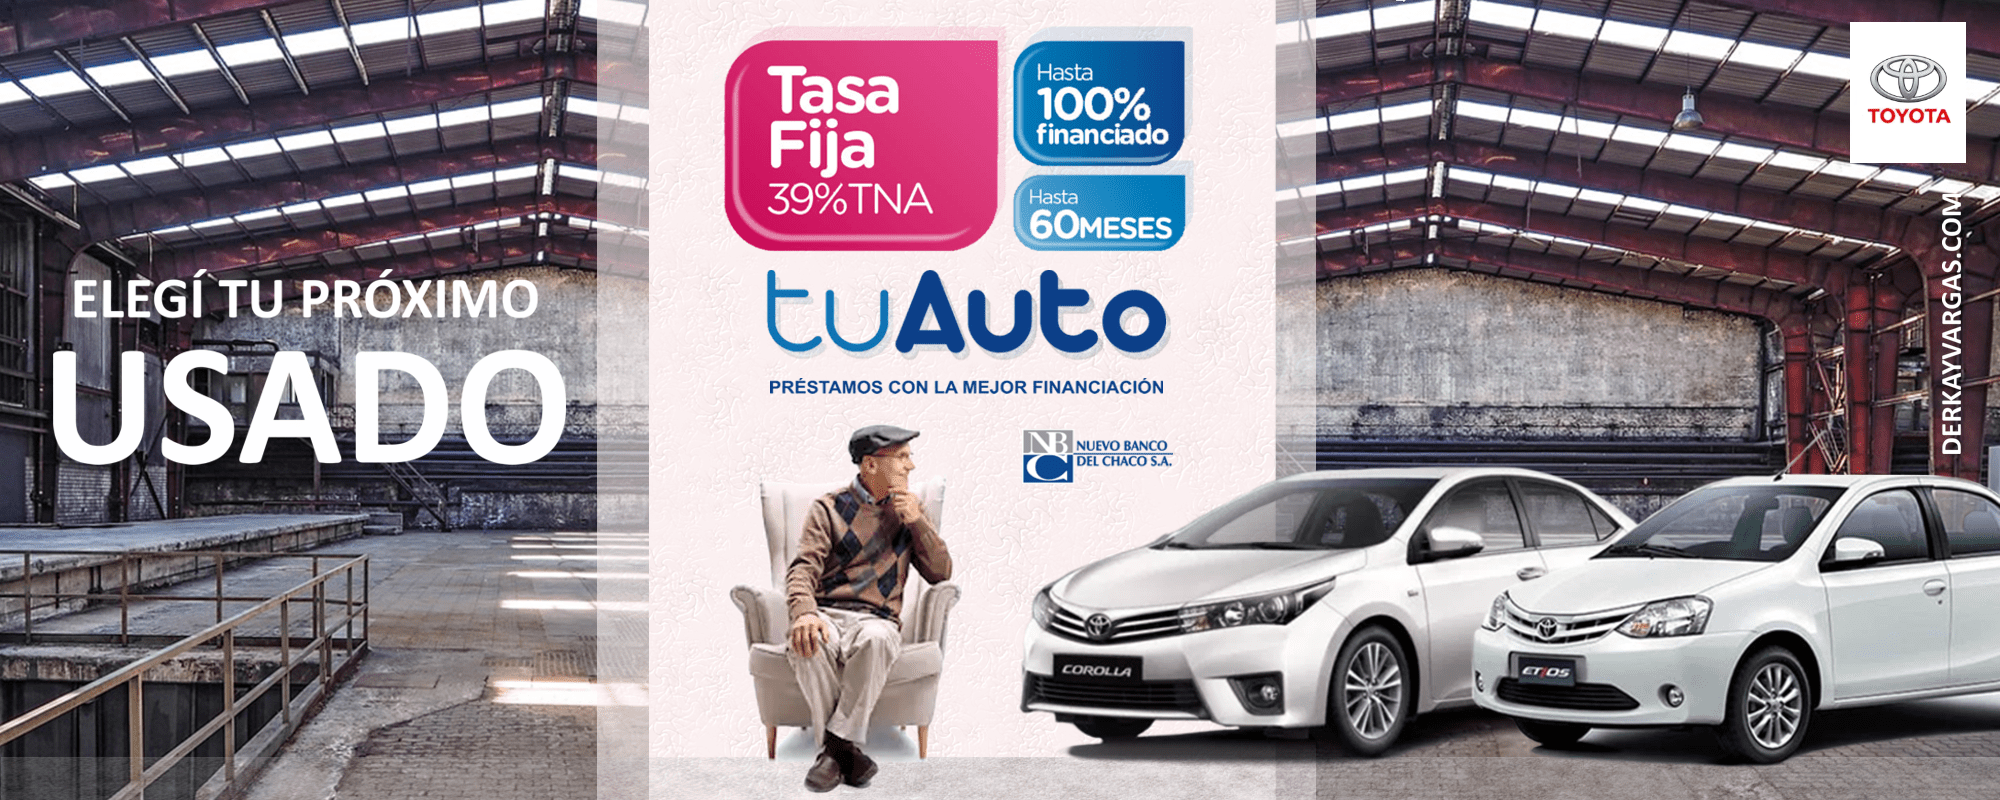 ELEGÍ TU PRÓXIMO
USADO
Tasa
Fija
39%TNA
Hasta
100%
financiado
Hasta
60MESES
tuAuto
PRÉSTAMOS CON LA MEJOR FINANCIACIÓN
NBC
NUEVO BANCO
DEL CHACO S.A.
COROLLA
ETIOS
TOYOTA
DERKAYVARGAS.COM